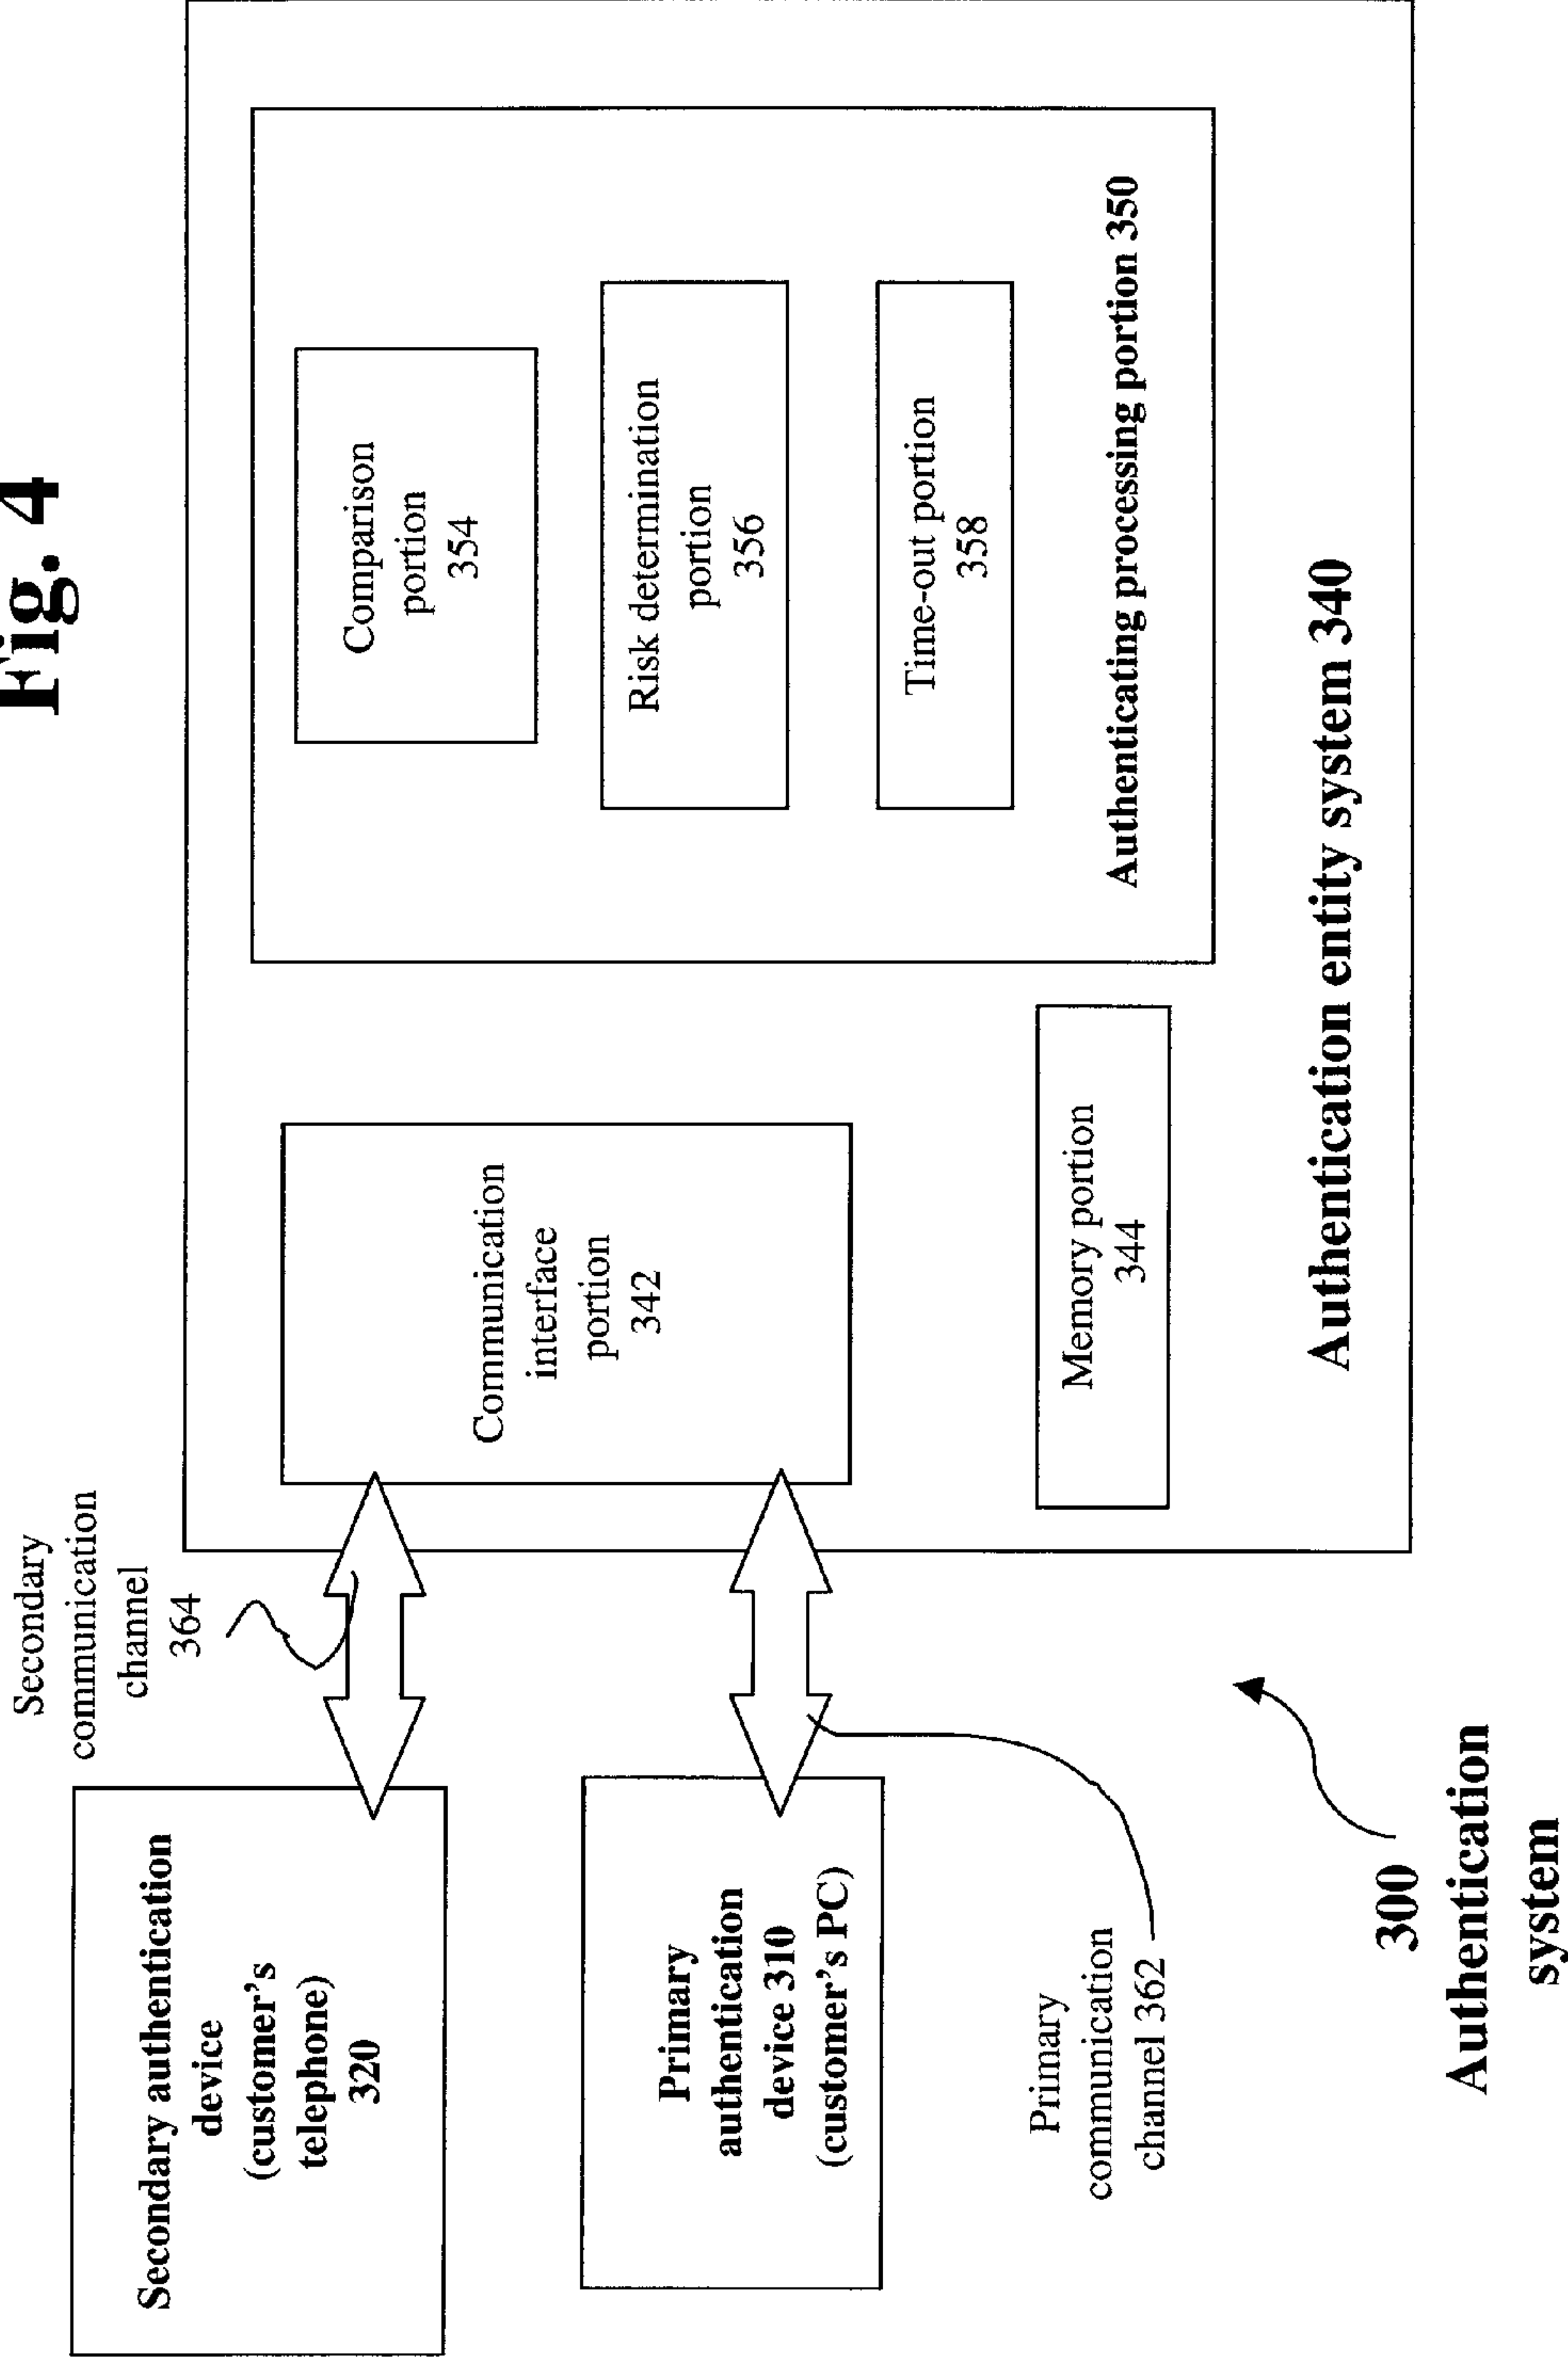 Fig. 4
Secondary authentication
device
(customer's
telephone)
320
Secondary
communication
channel
364
Primary
authentication
device 310
(customer's PC)
Primary
communication
channel 362
Communication
interface
portion
342
Memory portion
344
Comparison
portion
354
Risk determination
portion
356
Time-out portion
358
Authenticating processing portion 350
Authentication entity system 340
300
Authentication
system